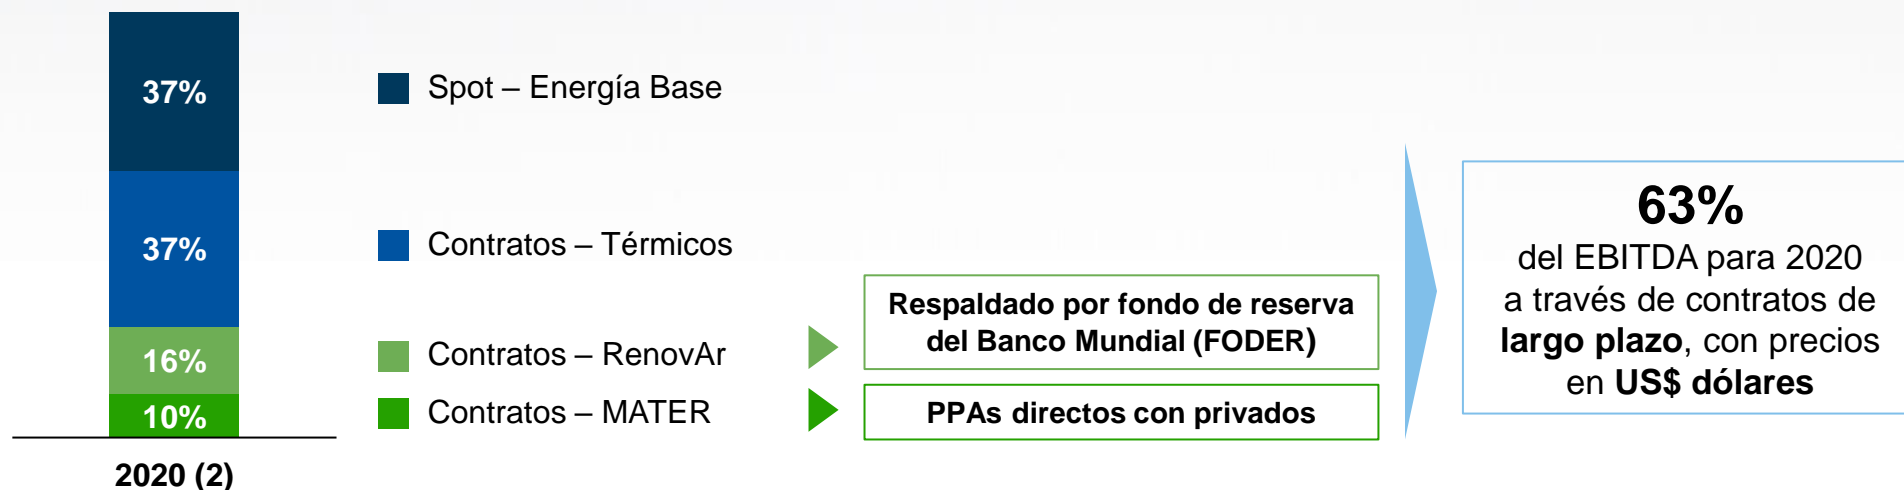 37%
37%
16%
10%
2020 (2)
Spot – Energía Base
Contratos – Térmicos
Contratos – RenovAr
Contratos – MATER
Respaldado por fondo de reserva
del Banco Mundial (FODER)
PPAs directos con privados
63%
del EBITDA para 2020
a través de contratos de
largo plazo, con precios
en US$ dólares